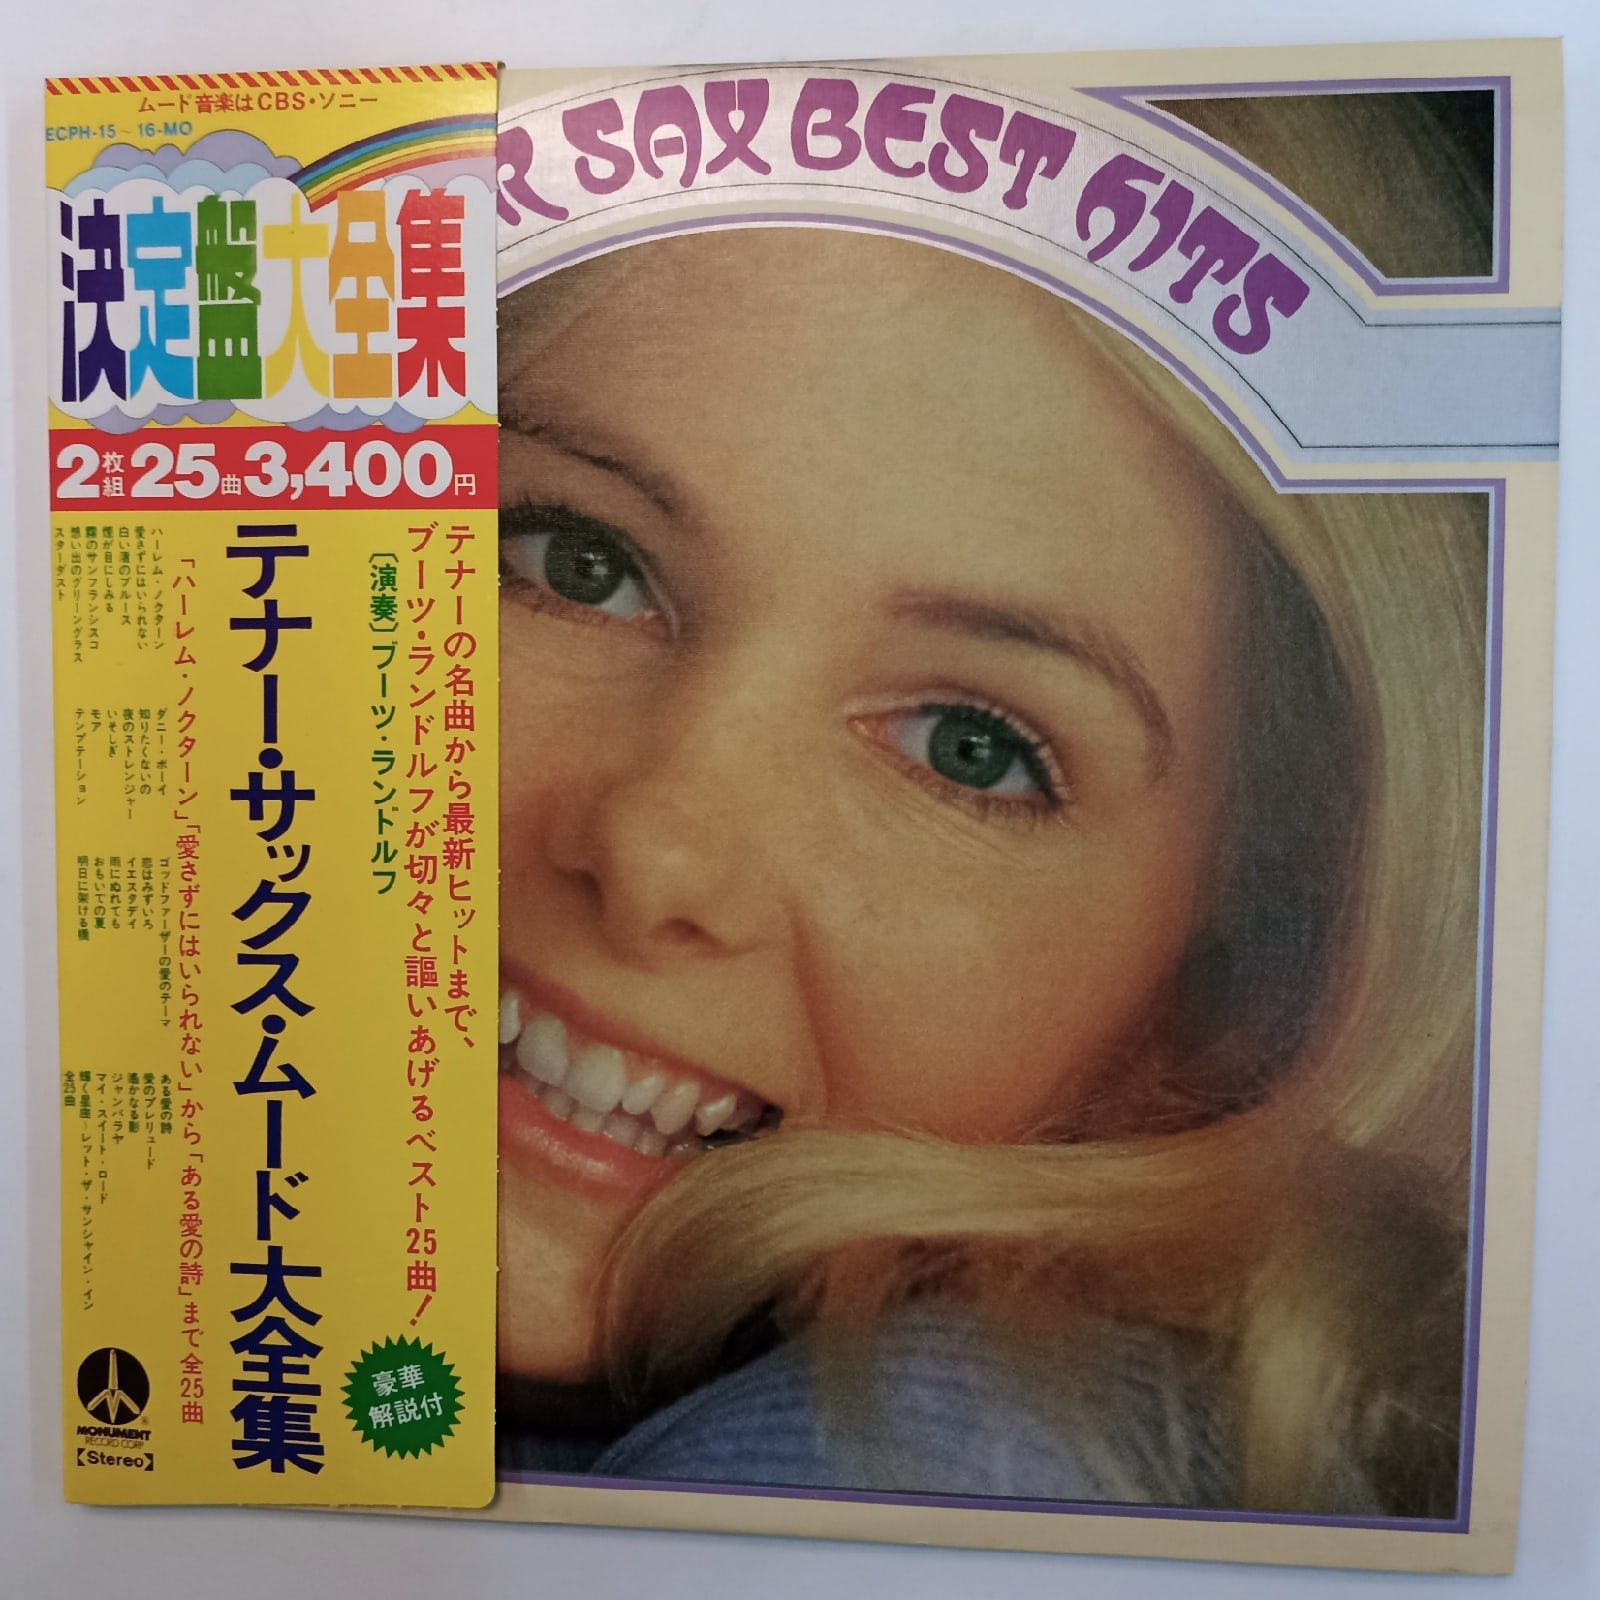 ムード音楽はCBS・ソニー
ECPH-15～16-MO
決定盤大全集
2枚組25曲3,400円
テナーの名曲から最新ヒットまで、
ブーツ・ランドルフが切々と謳いあげるベスト25曲!
〔演奏〕ブーツ・ランドルフ
テナー・サックス・ムード大全集
「ハーレム・ノクターン」「愛さずにはいられない」から「ある愛の詩」まで全25曲
ハーレム・ノクターン
愛さずにはいられない
白い渚のブルース
煙が目にしみる
霧のサンフランシスコ
想い出のグリーングラス
スターダスト
ダニー・ボーイ
知りたくないの
夜のストレンジャー
いそしぎ
モア
テンプテーション
ゴッドファーザーの愛のテーマ
恋はみずいろ
イエスタデイ
雨にぬれても
おもいでの夏
明日に架ける橋
ある愛の詩
愛のプレリュード
遙かなる影
ジャンバラヤ
マイ・スイート・ロード
輝く星座～レット・ザ・サンシャイン・イン
全25曲
豪華
解説付
MONUMENT
RECORD CORP
®
【Stereo】
R SAX BEST HITS